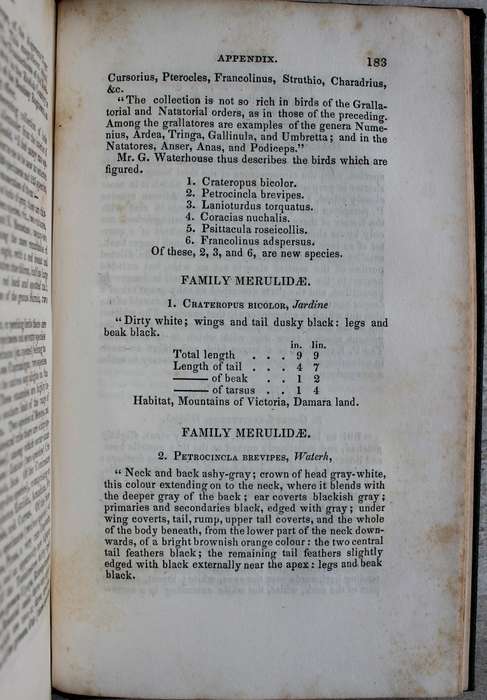 APPENDIX. 183
Cursorius, Pterocles, Francolinus, Struthio, Charadrius,
&c.
"The collection is not so rich in birds of the Gralla-
torial and Natatorial orders, as in those of the preceding.
Among the grallatores are examples of the genera Nume-
nius, Ardea, Tringa, Gallinula, and Umbretta; and in the
Natatores, Anser, Anas, and Podiceps."
Mr. G. Waterhouse thus describes the birds which are
figured.
1. Crateropus bicolor.
2. Petrocincla brevipes.
3. Lanioturdus torquatus.
4. Coracias nuchalis.
5. Psittacula roseicollis.
6. Francolinus adspersus.
Of these, 2, 3, and 6, are new species.
FAMILY MERULIDÆ.
1. CRATEROPUS BICOLOR, Jardine
"Dirty white; wings and tail dusky black: legs and
beak black.
in. lin.
Total length . . . 9 9
Length of tail . . . 4 7
—— of beak . . 1 2
—— of tarsus . . 1 4
Habitat, Mountains of Victoria, Damara land.
FAMILY MERULIDÆ.
2. PETROCINCLA BREVIPES, Waterh,
"Neck and back ashy-gray; crown of head gray-white,
this colour extending on to the neck, where it blends with
the deeper gray of the back; ear coverts blackish gray;
primaries and secondaries black, edged with gray; under
wing coverts, tail, rump, upper tail coverts, and the whole
of the body beneath, from the lower part of the neck down-
wards, of a bright brownish orange colour: the two central
tail feathers black; the remaining tail feathers slightly
edged with black externally near the apex: legs and beak
black.